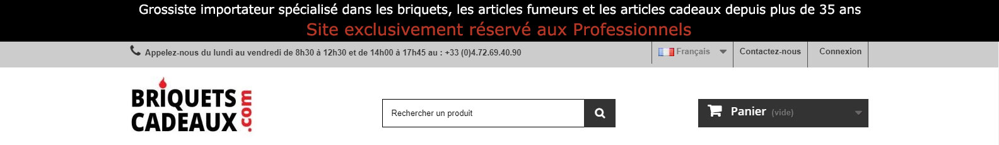 Grossiste importateur spécialisé dans les briquets, les articles fumeurs et les articles cadeaux depuis plus de 35 ans
Site exclusivement réservé aux Professionnels
Appelez-nous du lundi au vendredi de 8h30 à 12h30 et de 14h00 à 17h45 au : +33 (0)4.72.69.40.90
Français
Contactez-nous
Connexion
BRIQUETS
CADEAUX
.com
Rechercher un produit
Panier (vide)